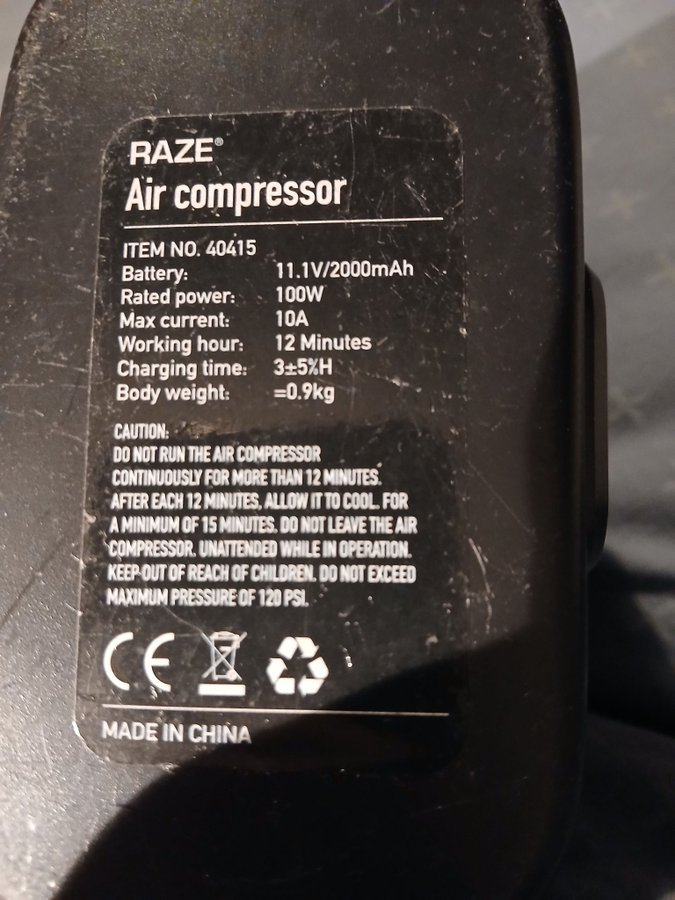 RAZE®
Air compressor
ITEM NO. 40415
Battery: 11.1V/2000mAh
Rated power: 100W
Max current: 10A
Working hour: 12 Minutes
Charging time: 3±5%H
Body weight: =0.9kg
CAUTION:
DO NOT RUN THE AIR COMPRESSOR
CONTINUOUSLY FOR MORE THAN 12 MINUTES.
AFTER EACH 12 MINUTES, ALLOW IT TO COOL. FOR
A MINIMUM OF 15 MINUTES. DO NOT LEAVE THE AIR
COMPRESSOR. UNATTENDED WHILE IN OPERATION.
KEEP-OUT OF REACH OF CHILDREN. DO NOT EXCEED
MAXIMUM PRESSURE OF 120 PSI.
CE
MADE IN CHINA